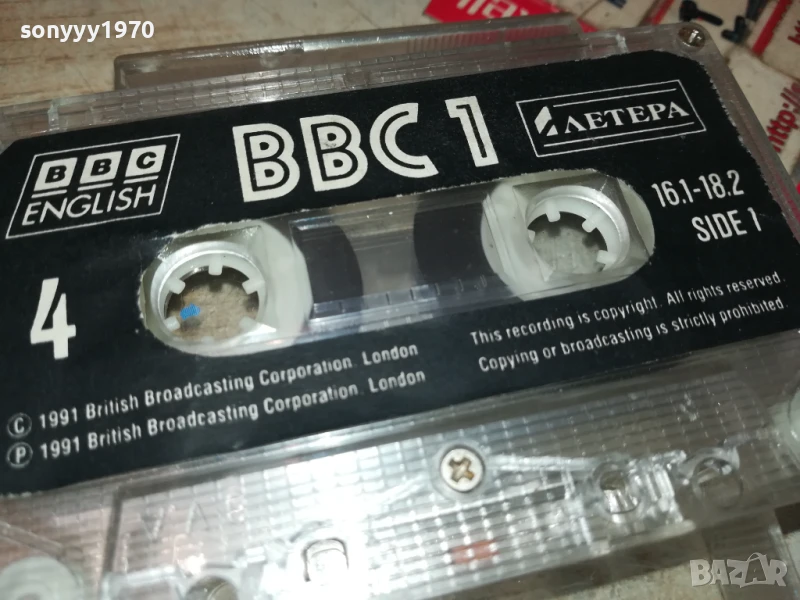 sonyyy1970
BBC
ENGLISH
BBC 1
ЛЕТЕРА
16.1-18.2
SIDE 1
4
This recording is copyright. All rights reserved.
Copying or broadcasting is strictly prohibited.
© 1991 British Broadcasting Corporation. London
℗ 1991 British Broadcasting Corporation. London
BAZAR